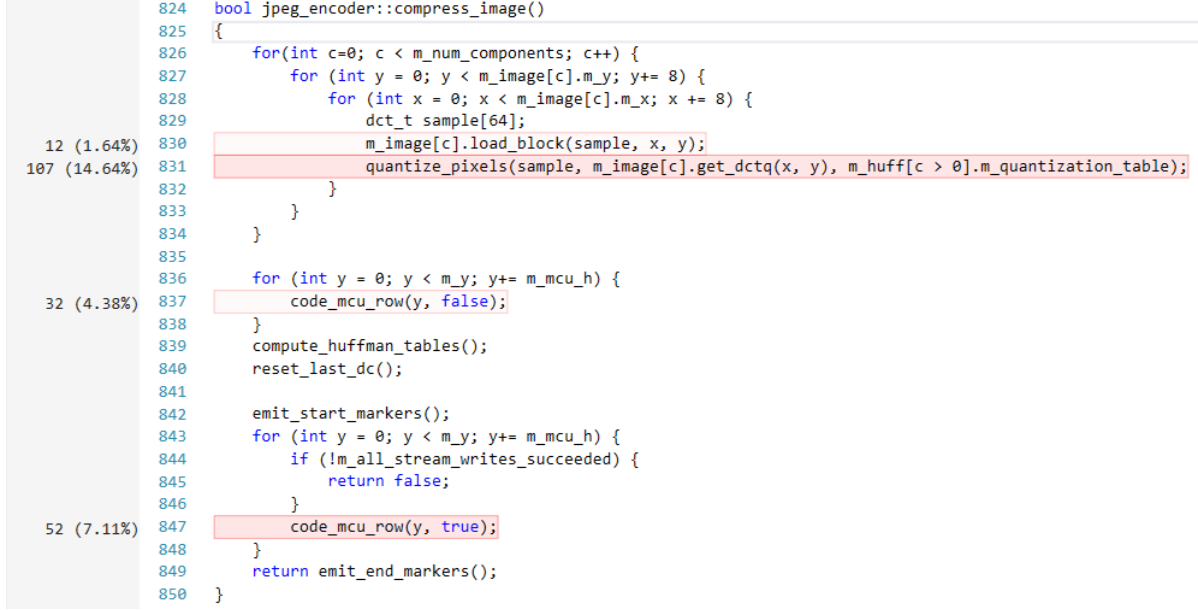 824 bool jpeg_encoder::compress_image()
825 {
826     for(int c=0; c < m_num_components; c++) {
827         for (int y = 0; y < m_image[c].m_y; y+= 8) {
828             for (int x = 0; x < m_image[c].m_x; x += 8) {
829                 dct_t sample[64];
12 (1.64%) 830                 m_image[c].load_block(sample, x, y);
107 (14.64%) 831                 quantize_pixels(sample, m_image[c].get_dctq(x, y), m_huff[c > 0].m_quantization_table);
832             }
833         }
834     }
835
836     for (int y = 0; y < m_y; y+= m_mcu_h) {
32 (4.38%) 837         code_mcu_row(y, false);
838     }
839     compute_huffman_tables();
840     reset_last_dc();
841
842     emit_start_markers();
843     for (int y = 0; y < m_y; y+= m_mcu_h) {
844         if (!m_all_stream_writes_succeeded) {
845             return false;
846         }
52 (7.11%) 847         code_mcu_row(y, true);
848     }
849     return emit_end_markers();
850 }